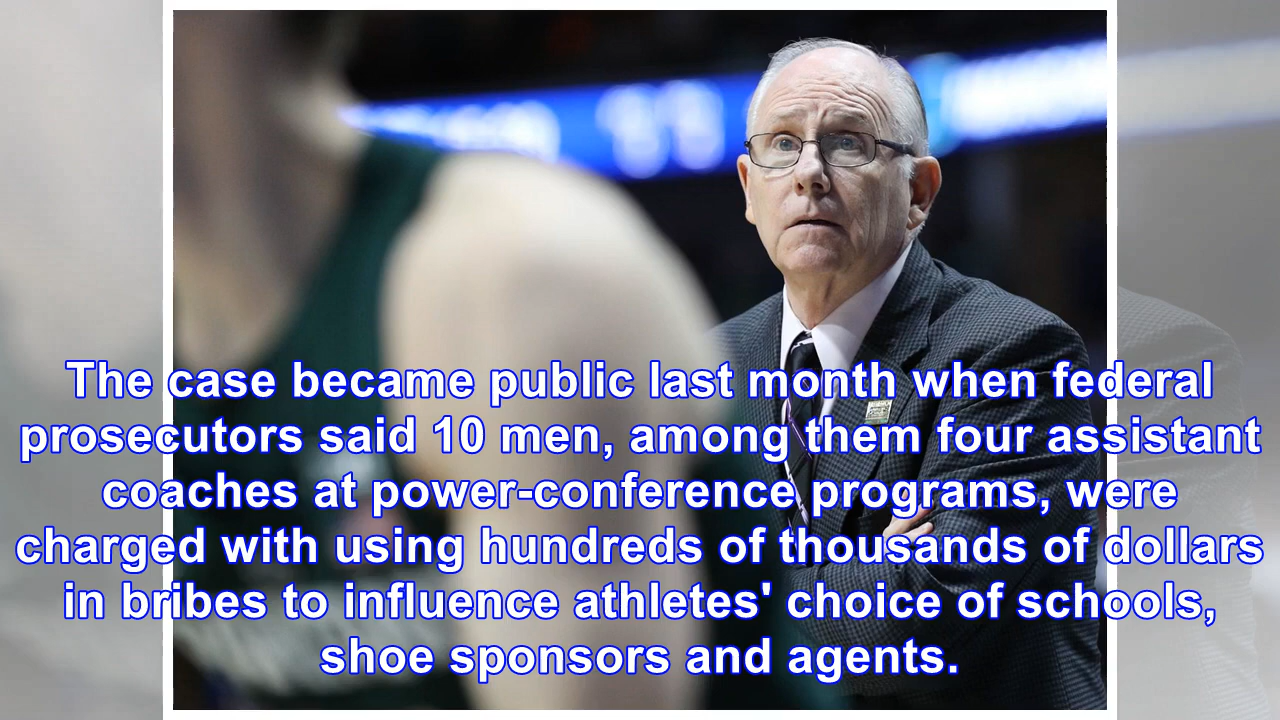 The case became public last month when federal
prosecutors said 10 men, among them four assistant
coaches at power-conference programs, were
charged with using hundreds of thousands of dollars
in bribes to influence athletes' choice of schools,
shoe sponsors and agents.